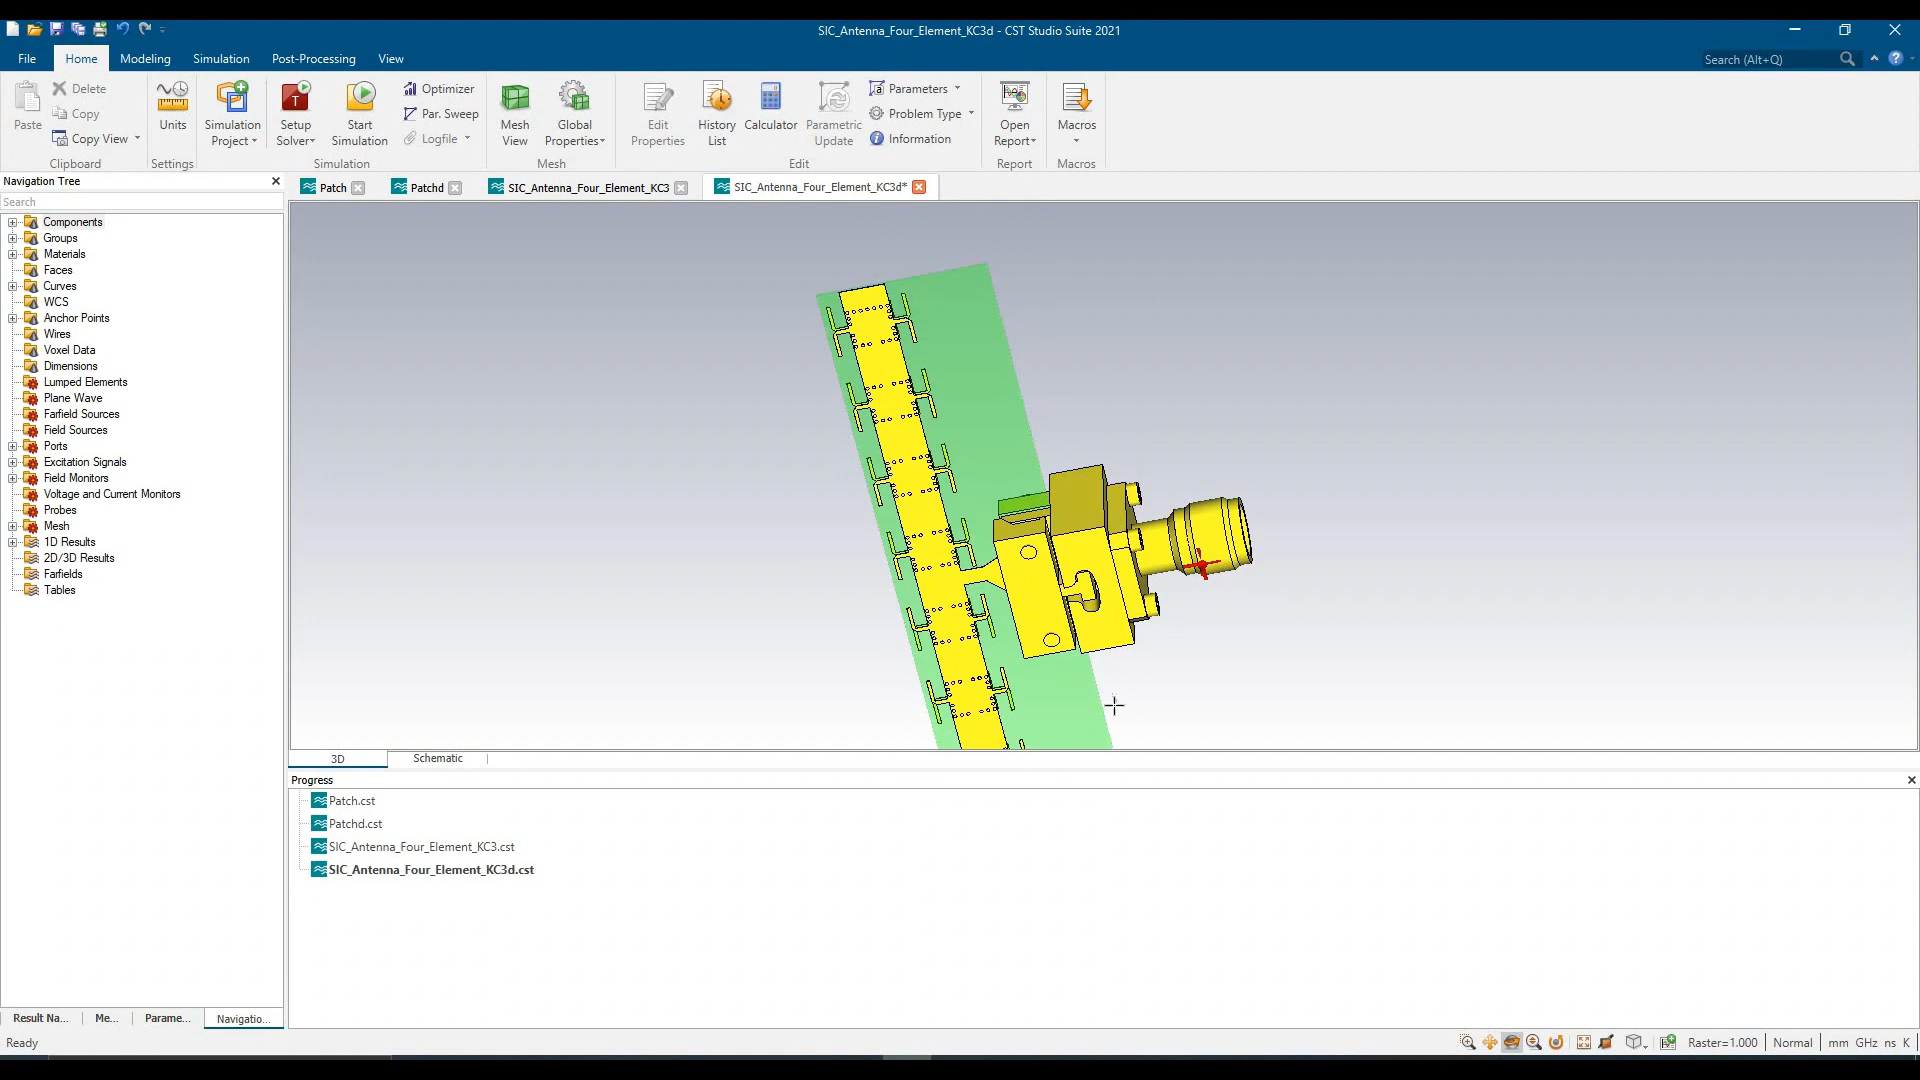 SIC_Antenna_Four_Element_KC3d - CST Studio Suite 2021
File Home Modeling Simulation Post-Processing View Search (Alt+Q)
Paste
Delete
Copy
Copy View
Clipboard
Units
Settings
Simulation Project
Setup Solver
Start Simulation
Optimizer
Par. Sweep
Logfile
Simulation
Mesh View
Global Properties
Mesh
Edit Properties
History List
Calculator
Parametric Update
Parameters
Problem Type
Information
Edit
Open Report
Report
Macros
Macros
Navigation Tree
Search
Components
Groups
Materials
Faces
Curves
WCS
Anchor Points
Wires
Voxel Data
Dimensions
Lumped Elements
Plane Wave
Farfield Sources
Field Sources
Ports
Excitation Signals
Field Monitors
Voltage and Current Monitors
Probes
Mesh
1D Results
2D/3D Results
Farfields
Tables
Patch Patchd SIC_Antenna_Four_Element_KC3 SIC_Antenna_Four_Element_KC3d*
3D Schematic
Progress
Patch.cst
Patchd.cst
SIC_Antenna_Four_Element_KC3.cst
SIC_Antenna_Four_Element_KC3d.cst
Result Na... Me... Parame... Navigatio...
Ready Raster=1.000 Normal mm GHz ns K